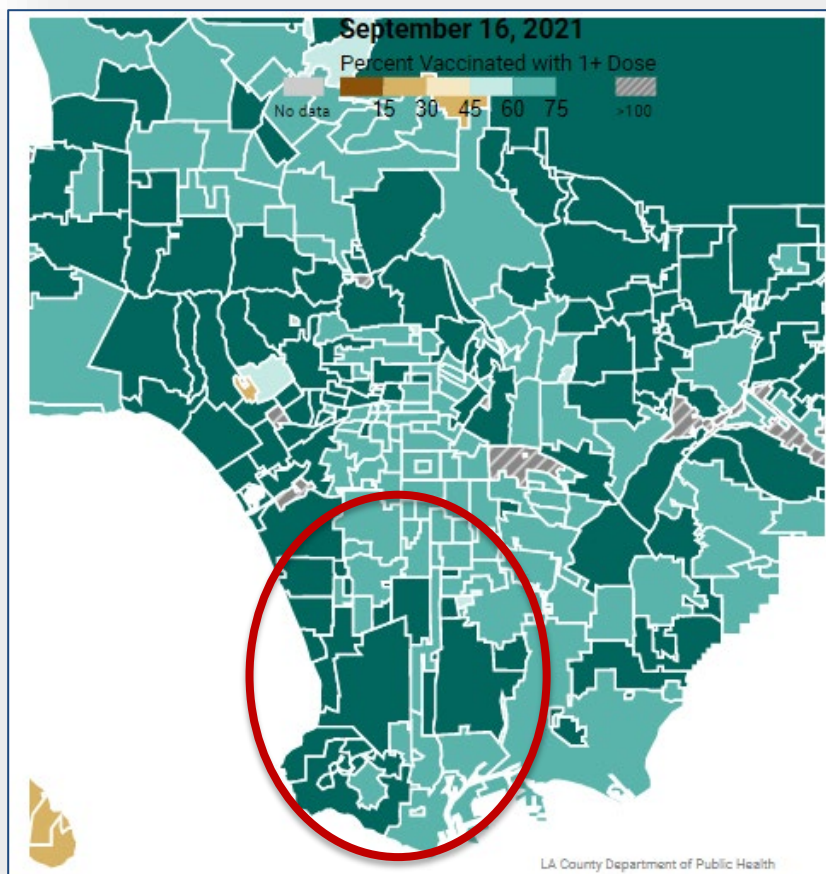 September 16, 2021
Percent Vaccinated with 1+ Dose
No data 15 30 45 60 75 >100
LA County Department of Public Health